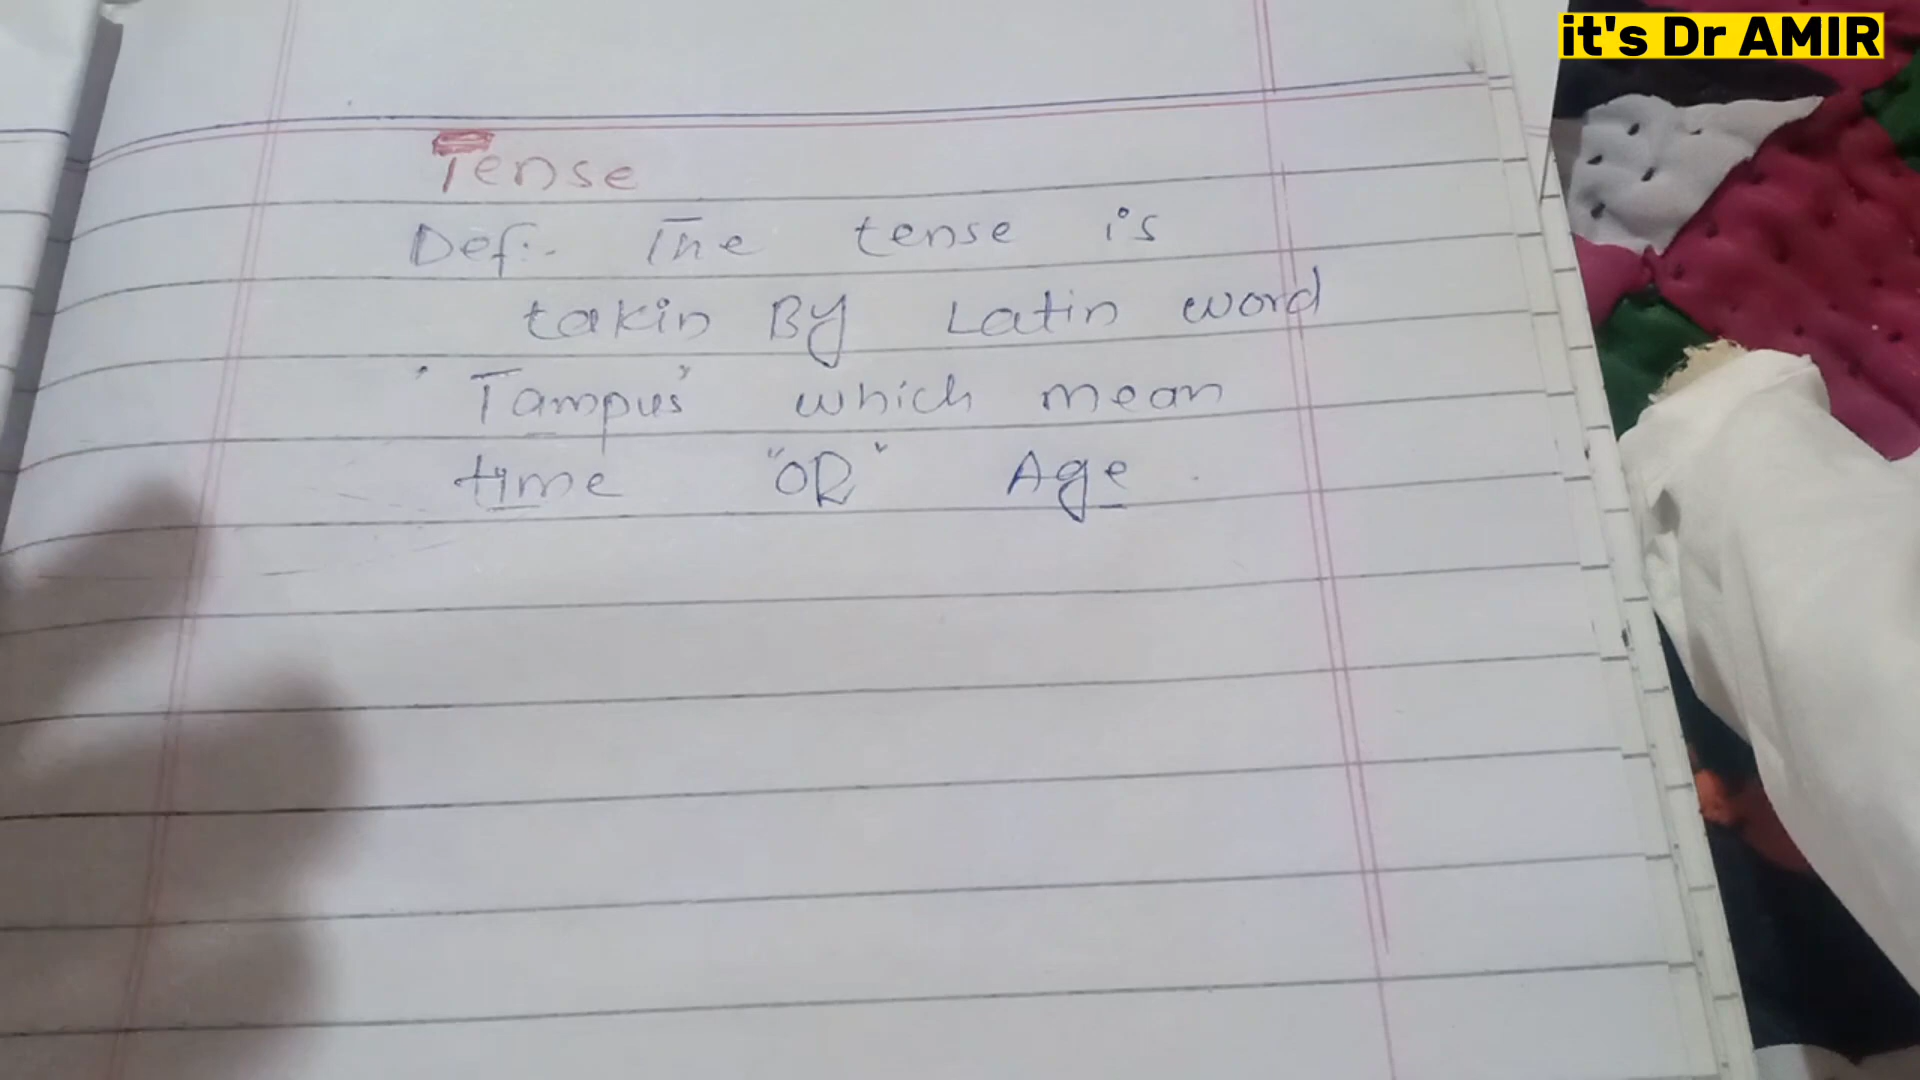 it's Dr AMIR
Tense
Def:- The tense is
takin By Latin word
"Tampus" which mean
time "OR" Age.